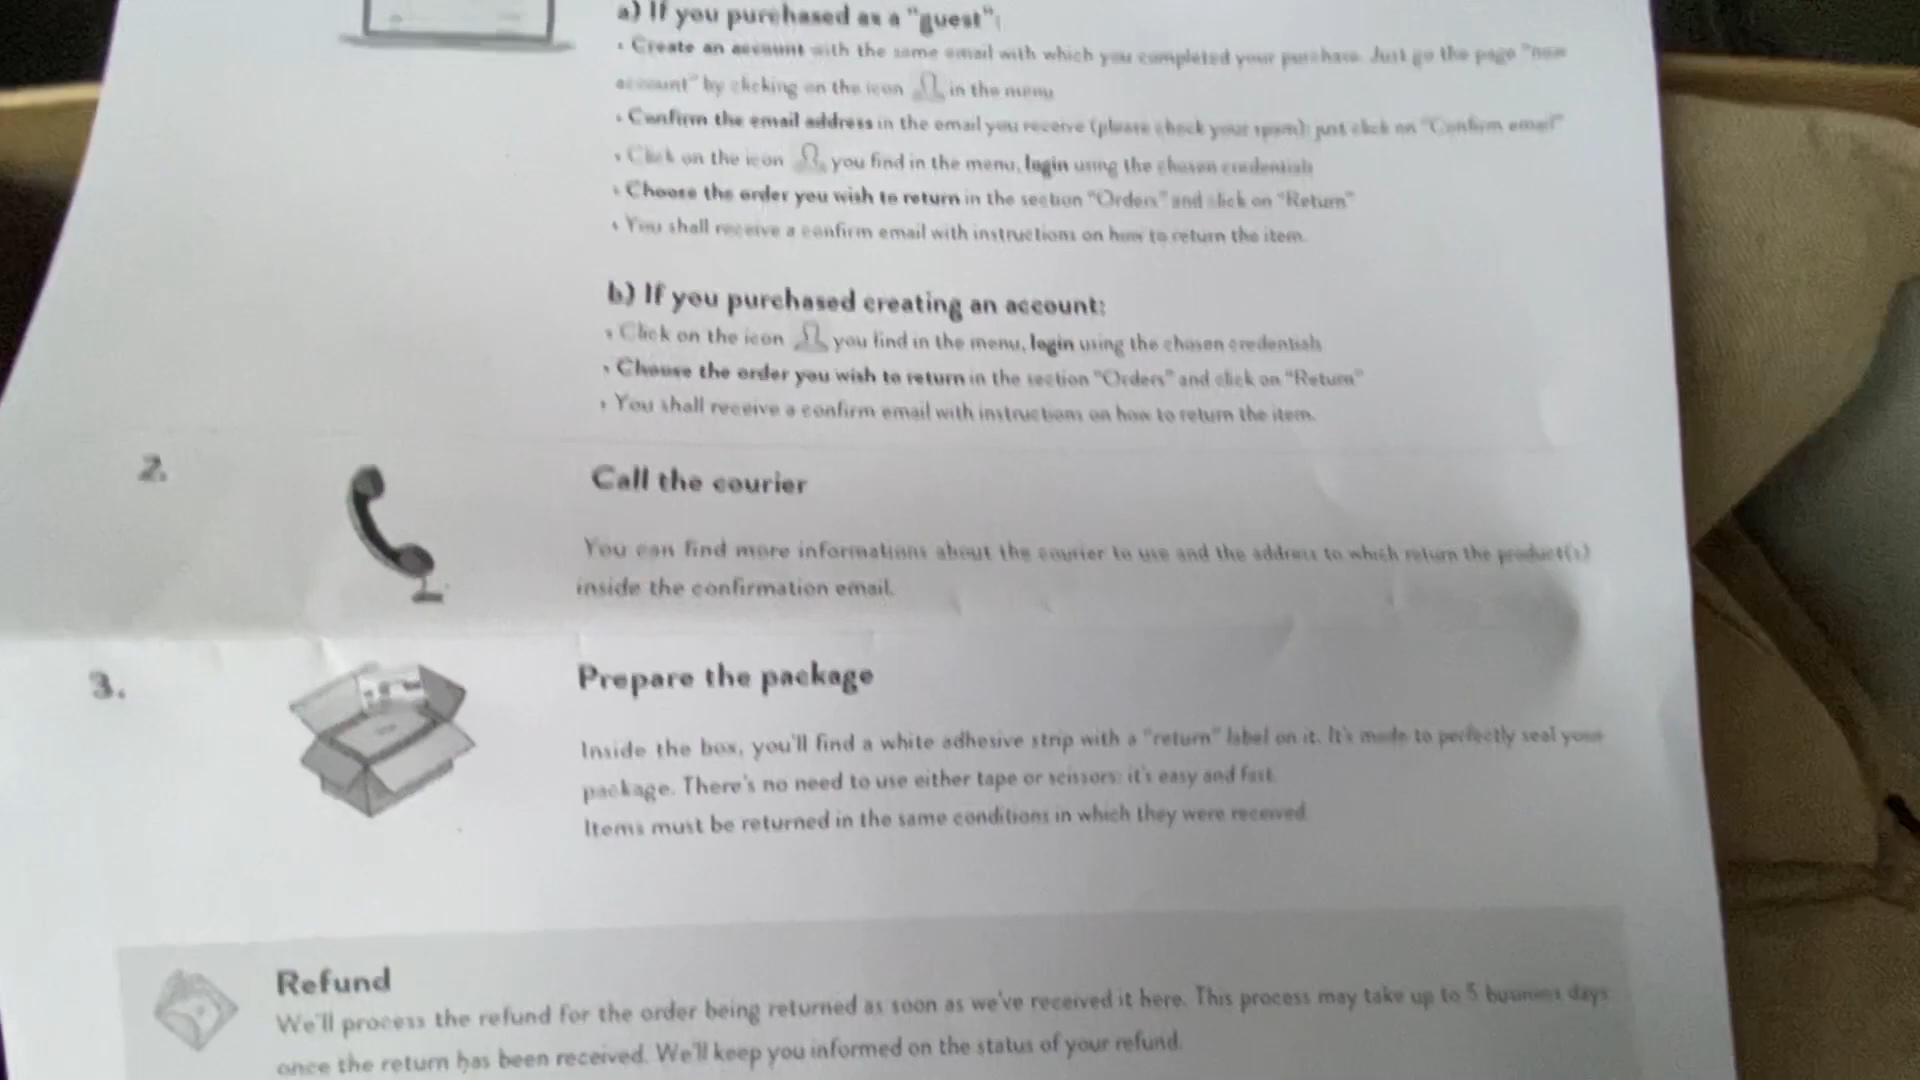 a) If you purchased as a "guest":
• Create an account with the same email with which you completed your purchase. Just go the page "new
account" by clicking on the icon in the menu
• Confirm the email address in the email you receive (please check your spam): just click on "Confirm email"
• Click on the icon you find in the menu, login using the chosen credentials
• Choose the order you wish to return in the section "Orders" and click on "Return"
• You shall receive a confirm email with instructions on how to return the item.
b) If you purchased creating an account:
• Click on the icon you find in the menu, login using the chosen credentials
• Choose the order you wish to return in the section "Orders" and click on "Return"
• You shall receive a confirm email with instructions on how to return the item.
2.
Call the courier
You can find more informations about the courier to use and the address to which return the product(s)
inside the confirmation email.
3.
Prepare the package
Inside the box, you'll find a white adhesive strip with a "return" label on it. It's made to perfectly seal your
package. There's no need to use either tape or scissors: it's easy and fast.
Items must be returned in the same conditions in which they were received.
Refund
We'll process the refund for the order being returned as soon as we've received it here. This process may take up to 5 business days
once the return has been received. We'll keep you informed on the status of your refund.